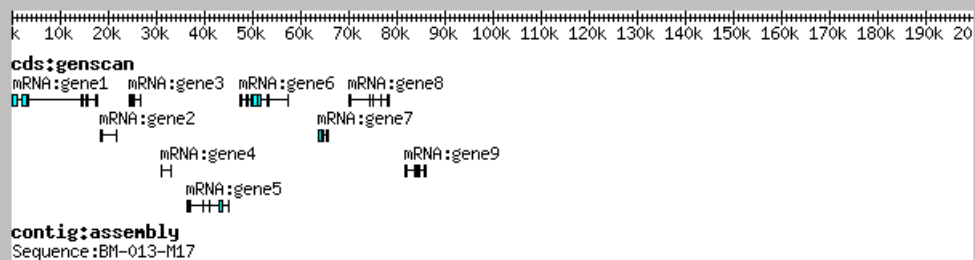 k 10k 20k 30k 40k 50k 60k 70k 80k 90k 100k 110k 120k 130k 140k 150k 160k 170k 180k 190k 20
cds:genscan
mRNA:gene1 mRNA:gene3 mRNA:gene6 mRNA:gene8
mRNA:gene2 mRNA:gene7
mRNA:gene4 mRNA:gene9
mRNA:gene5
contig:assembly
Sequence:BM-013-M17